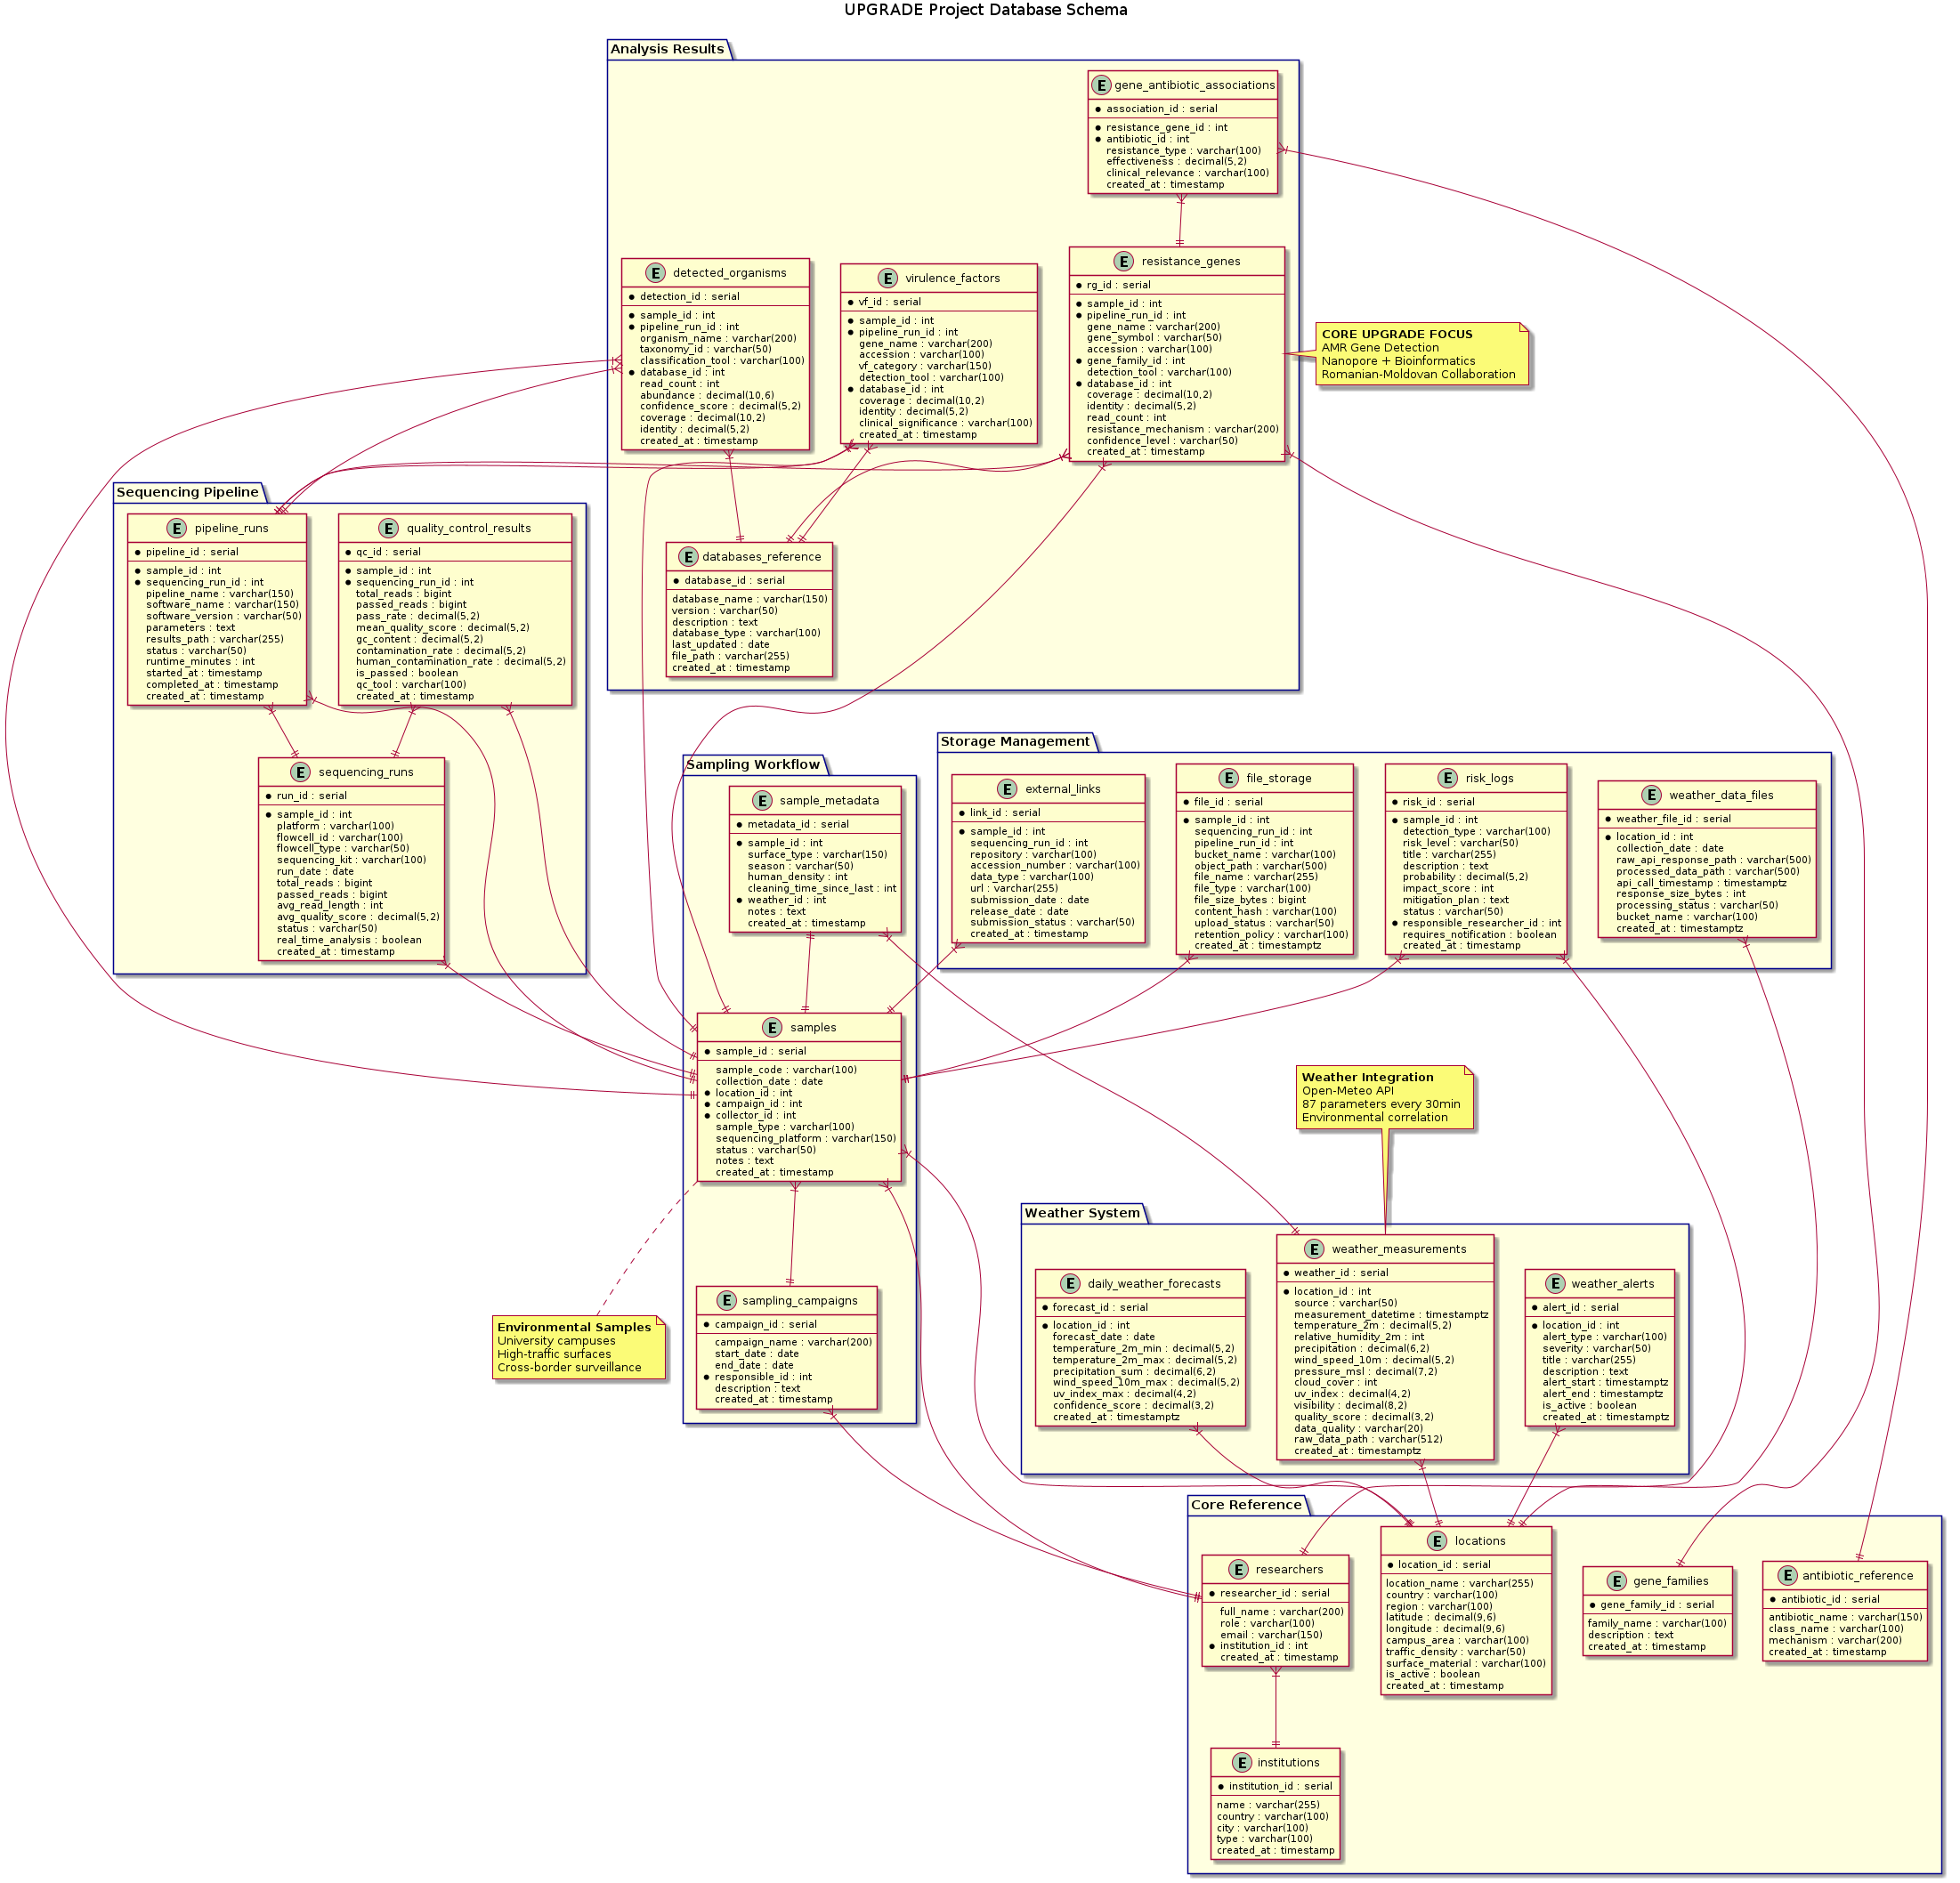 UPGRADE Project Database Schema
Analysis Results
E gene_antibiotic_associations
association_id : serial
resistance_gene_id : int
antibiotic_id : int
resistance_type : varchar(100)
effectiveness : decimal(5,2)
clinical_relevance : varchar(100)
created_at : timestamp
E detected_organisms
detection_id : serial
sample_id : int
pipeline_run_id : int
organism_name : varchar(200)
taxonomy_id : varchar(50)
classification_tool : varchar(100)
database_id : int
read_count : int
abundance : decimal(10,6)
confidence_score : decimal(5,2)
coverage : decimal(10,2)
identity : decimal(5,2)
created_at : timestamp
E virulence_factors
vf_id : serial
sample_id : int
pipeline_run_id : int
gene_name : varchar(200)
accession : varchar(100)
vf_category : varchar(150)
detection_tool : varchar(100)
database_id : int
coverage : decimal(10,2)
identity : decimal(5,2)
clinical_significance : varchar(100)
created_at : timestamp
E resistance_genes
rg_id : serial
sample_id : int
pipeline_run_id : int
gene_name : varchar(200)
gene_symbol : varchar(50)
accession : varchar(100)
gene_family_id : int
detection_tool : varchar(100)
database_id : int
coverage : decimal(10,2)
identity : decimal(5,2)
read_count : int
resistance_mechanism : varchar(200)
confidence_level : varchar(50)
created_at : timestamp
CORE UPGRADE FOCUS
AMR Gene Detection
Nanopore + Bioinformatics
Romanian-Moldovan Collaboration
E databases_reference
database_id : serial
database_name : varchar(150)
version : varchar(50)
description : text
database_type : varchar(100)
last_updated : date
file_path : varchar(255)
created_at : timestamp
Sequencing Pipeline
E pipeline_runs
pipeline_id : serial
sample_id : int
sequencing_run_id : int
pipeline_name : varchar(150)
software_name : varchar(150)
software_version : varchar(50)
parameters : text
results_path : varchar(255)
status : varchar(50)
runtime_minutes : int
started_at : timestamp
completed_at : timestamp
created_at : timestamp
E quality_control_results
qc_id : serial
sample_id : int
sequencing_run_id : int
total_reads : bigint
passed_reads : bigint
pass_rate : decimal(5,2)
mean_quality_score : decimal(5,2)
gc_content : decimal(5,2)
contamination_rate : decimal(5,2)
human_contamination_rate : decimal(5,2)
is_passed : boolean
qc_tool : varchar(100)
created_at : timestamp
E sequencing_runs
run_id : serial
sample_id : int
platform : varchar(100)
flowcell_id : varchar(100)
flowcell_type : varchar(50)
sequencing_kit : varchar(100)
run_date : date
total_reads : bigint
passed_reads : bigint
avg_read_length : int
avg_quality_score : decimal(5,2)
status : varchar(50)
real_time_analysis : boolean
created_at : timestamp
Sampling Workflow
E sample_metadata
metadata_id : serial
sample_id : int
surface_type : varchar(150)
season : varchar(50)
human_density : int
cleaning_time_since_last : int
weather_id : int
notes : text
created_at : timestamp
E samples
sample_id : serial
sample_code : varchar(100)
collection_date : date
location_id : int
campaign_id : int
collector_id : int
sample_type : varchar(100)
sequencing_platform : varchar(150)
status : varchar(50)
notes : text
created_at : timestamp
E sampling_campaigns
campaign_id : serial
campaign_name : varchar(200)
start_date : date
end_date : date
responsible_id : int
description : text
created_at : timestamp
Environmental Samples
University campuses
High-traffic surfaces
Cross-border surveillance
Storage Management
E external_links
link_id : serial
sample_id : int
sequencing_run_id : int
repository : varchar(100)
accession_number : varchar(100)
data_type : varchar(100)
url : varchar(255)
submission_date : date
release_date : date
submission_status : varchar(50)
created_at : timestamp
E file_storage
file_id : serial
sample_id : int
sequencing_run_id : int
pipeline_run_id : int
bucket_name : varchar(100)
object_path : varchar(500)
file_name : varchar(255)
file_type : varchar(100)
file_size_bytes : bigint
content_hash : varchar(100)
upload_status : varchar(50)
retention_policy : varchar(100)
created_at : timestamptz
E risk_logs
risk_id : serial
sample_id : int
detection_type : varchar(100)
risk_level : varchar(50)
title : varchar(255)
description : text
probability : decimal(5,2)
impact_score : int
mitigation_plan : text
status : varchar(50)
responsible_researcher_id : int
requires_notification : boolean
created_at : timestamp
E weather_data_files
weather_file_id : serial
location_id : int
collection_date : date
raw_api_response_path : varchar(500)
processed_data_path : varchar(500)
api_call_timestamp : timestamptz
response_size_bytes : int
processing_status : varchar(50)
bucket_name : varchar(100)
created_at : timestamptz
Weather Integration
Open-Meteo API
87 parameters every 30min
Environmental correlation
Weather System
E daily_weather_forecasts
forecast_id : serial
location_id : int
forecast_date : date
temperature_2m_min : decimal(5,2)
temperature_2m_max : decimal(5,2)
precipitation_sum : decimal(6,2)
wind_speed_10m_max : decimal(5,2)
uv_index_max : decimal(4,2)
confidence_score : decimal(3,2)
created_at : timestamptz
E weather_measurements
weather_id : serial
location_id : int
source : varchar(50)
measurement_datetime : timestamptz
temperature_2m : decimal(5,2)
relative_humidity_2m : int
precipitation : decimal(6,2)
wind_speed_10m : decimal(5,2)
pressure_msl : decimal(7,2)
cloud_cover : int
uv_index : decimal(4,2)
visibility : decimal(8,2)
quality_score : decimal(3,2)
data_quality : varchar(20)
raw_data_path : varchar(512)
created_at : timestamptz
E weather_alerts
alert_id : serial
location_id : int
alert_type : varchar(100)
severity : varchar(50)
title : varchar(255)
description : text
alert_start : timestamptz
alert_end : timestamptz
is_active : boolean
created_at : timestamptz
Core Reference
E researchers
researcher_id : serial
full_name : varchar(200)
role : varchar(100)
email : varchar(150)
institution_id : int
created_at : timestamp
E locations
location_id : serial
location_name : varchar(255)
country : varchar(100)
region : varchar(100)
latitude : decimal(9,6)
longitude : decimal(9,6)
campus_area : varchar(100)
traffic_density : varchar(50)
surface_material : varchar(100)
is_active : boolean
created_at : timestamp
E gene_families
gene_family_id : serial
family_name : varchar(100)
description : text
created_at : timestamp
E antibiotic_reference
antibiotic_id : serial
antibiotic_name : varchar(150)
class_name : varchar(100)
mechanism : varchar(200)
created_at : timestamp
E institutions
institution_id : serial
name : varchar(255)
country : varchar(100)
city : varchar(100)
type : varchar(100)
created_at : timestamp